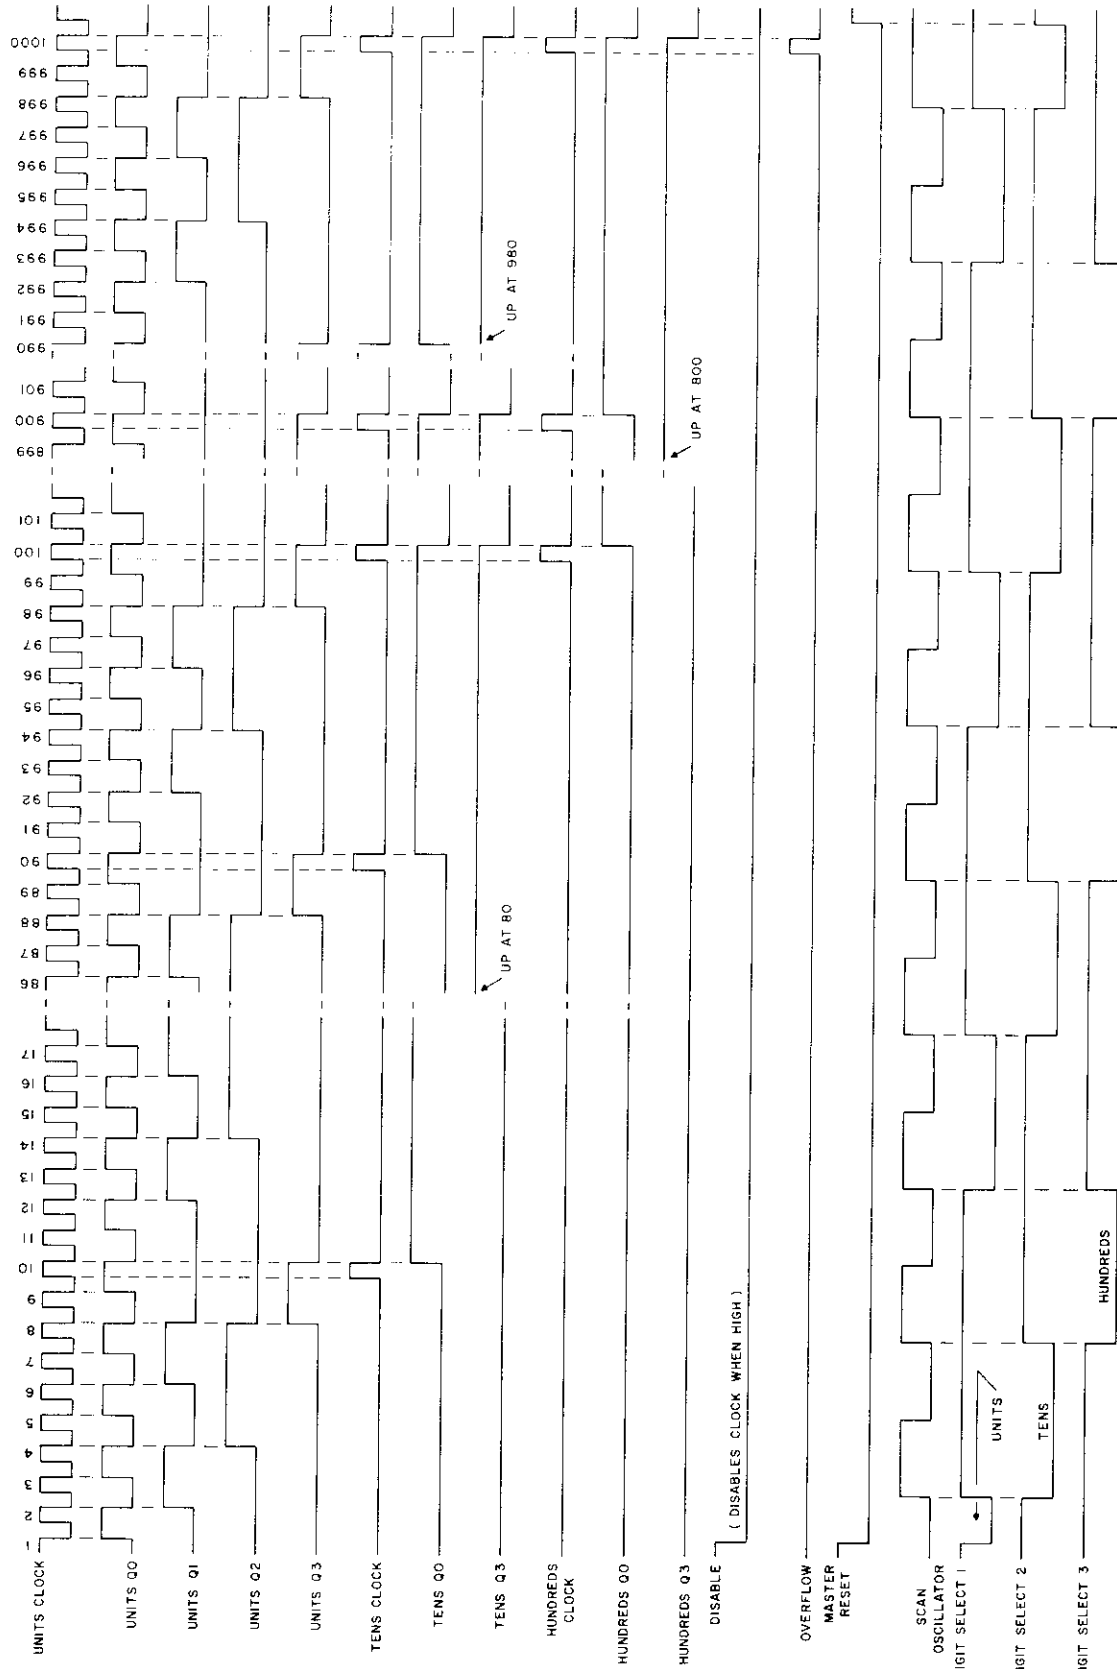 UNITS CLOCK
1 2 3 4 5 6 7 8 9 10 11 12 13 14 15 16 17 86 87 88 89 90 91 92 93 94 95 96 97 98 99 100 101 899 900 901 990 991 992 993 994 995 996 997 998 999 1000
UNITS Q0
UNITS Q1
UNITS Q2
UNITS Q3
TENS CLOCK
TENS Q0
TENS Q3
UP AT 80
UP AT 980
HUNDREDS
CLOCK
HUNDREDS Q0
HUNDREDS Q3
UP AT 800
DISABLE
( DISABLES CLOCK WHEN HIGH )
OVERFLOW
MASTER
RESET
SCAN
OSCILLATOR
IGIT SELECT 1
UNITS
IGIT SELECT 2
TENS
IGIT SELECT 3
HUNDREDS